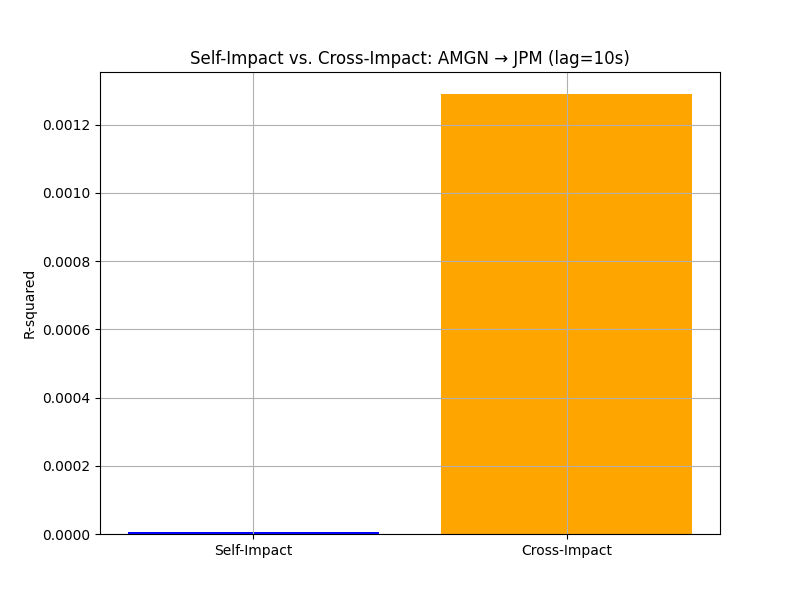 Self-Impact vs. Cross-Impact: AMGN → JPM (lag=10s)
R-squared
0.0012
0.0010
0.0008
0.0006
0.0004
0.0002
0.0000
Self-Impact
Cross-Impact